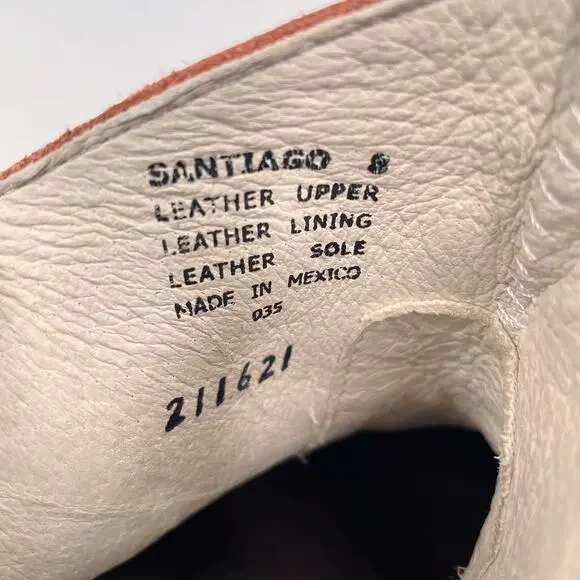 SANTIAGO 8
LEATHER UPPER
LEATHER LINING
LEATHER SOLE
MADE IN MEXICO
035
211621